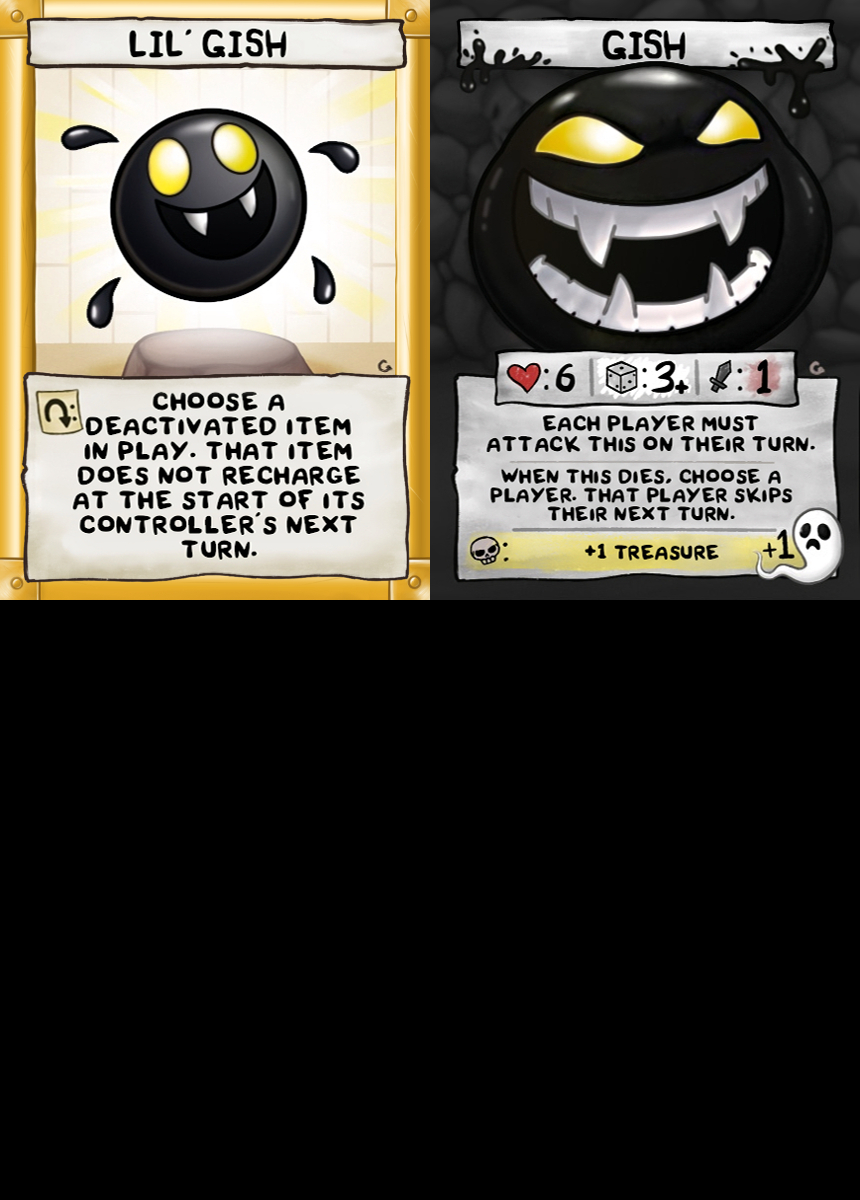 LIL' GISH
CHOOSE A
DEACTIVATED ITEM
IN PLAY. THAT ITEM
DOES NOT RECHARGE
AT THE START OF ITS
CONTROLLER'S NEXT
TURN.
G
GISH
:6 :3+ :1
EACH PLAYER MUST
ATTACK THIS ON THEIR TURN.
WHEN THIS DIES, CHOOSE A
PLAYER. THAT PLAYER SKIPS
THEIR NEXT TURN.
: +1 TREASURE +1
G